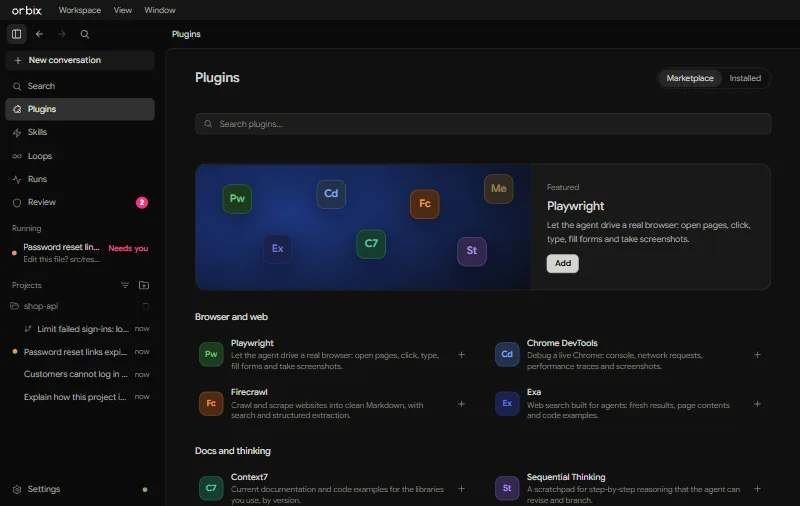 orbix Workspace View Window
Plugins
New conversation
Search
Plugins
Skills
Loops
Runs
Review 2
Running
Password reset lin... Needs you
Edit this file? src/res...
Projects
shop-api
Limit failed sign-ins: lo... now
Password reset links expi... now
Customers cannot log in ... now
Explain how this project i... now
Settings
Plugins
Marketplace Installed
Search plugins...
Pw Cd Fc Me
Ex C7 St
Featured
Playwright
Let the agent drive a real browser: open pages, click,
type, fill forms and take screenshots.
Add
Browser and web
Pw
Playwright
Let the agent drive a real browser: open pages, click, type,
fill forms and take screenshots.
Cd
Chrome DevTools
Debug a live Chrome: console, network requests,
performance traces and screenshots.
Fc
Firecrawl
Crawl and scrape websites into clean Markdown, with
search and structured extraction.
Ex
Exa
Web search built for agents: fresh results, page contents
and code examples.
Docs and thinking
C7
Context7
Current documentation and code examples for the libraries
you use, by version.
St
Sequential Thinking
A scratchpad for step-by-step reasoning that the agent can
revise and branch.